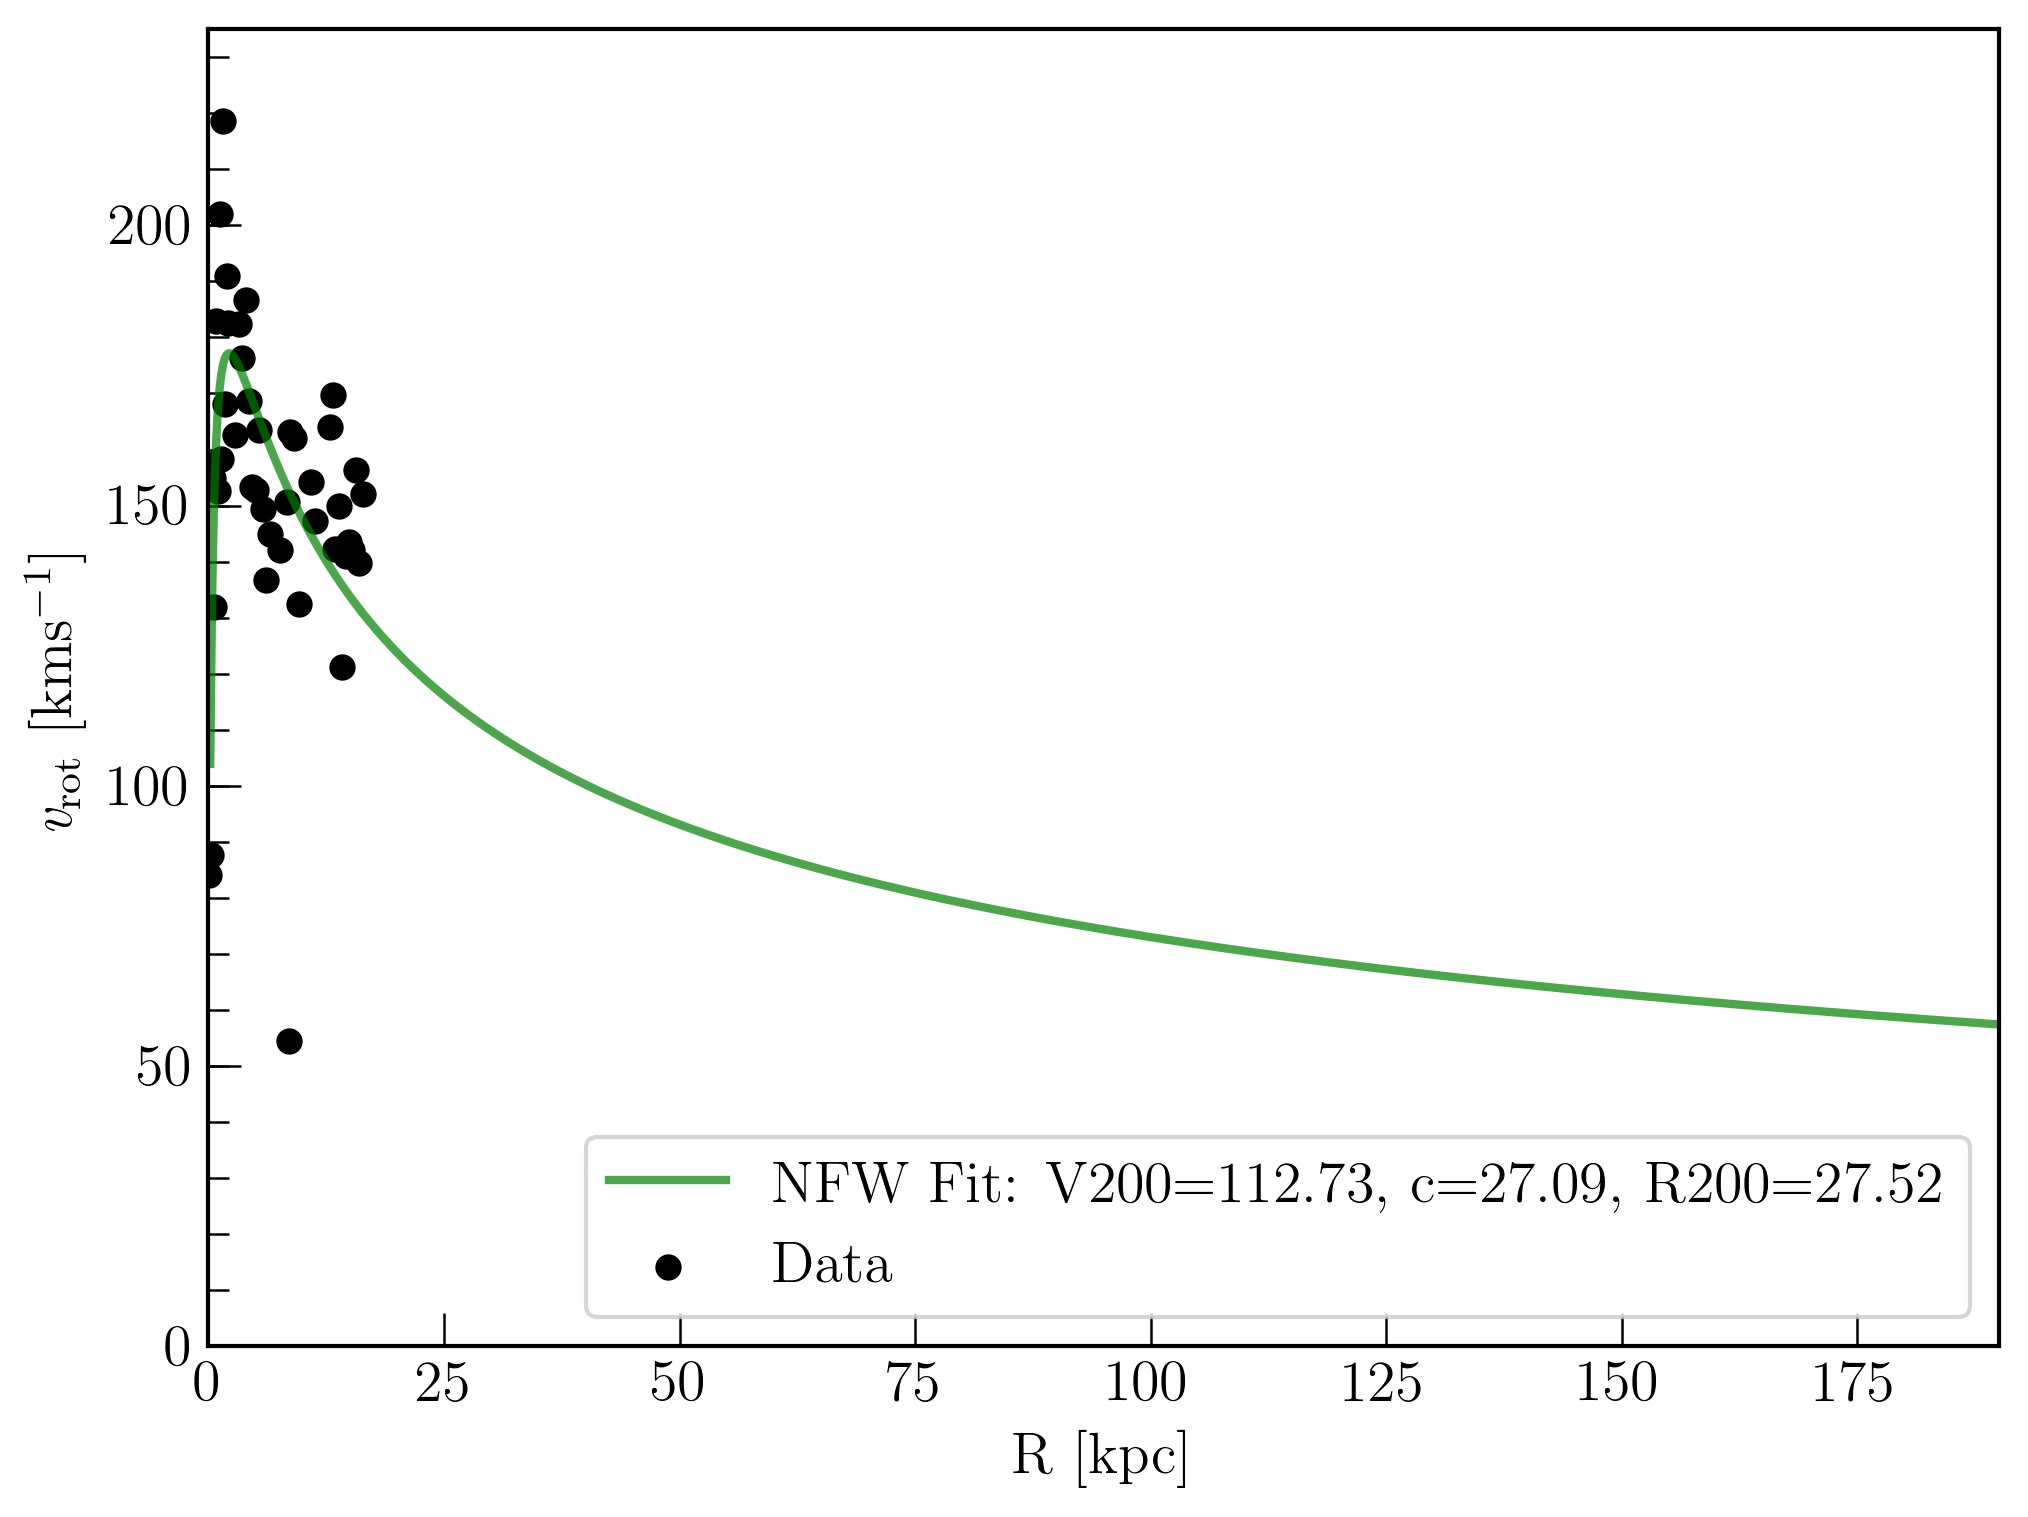 200
150
100
50
0
v_rot [kms⁻¹]
NFW Fit: V200=112.73, c=27.09, R200=27.52
Data
0 25 50 75 100 125 150 175
R [kpc]